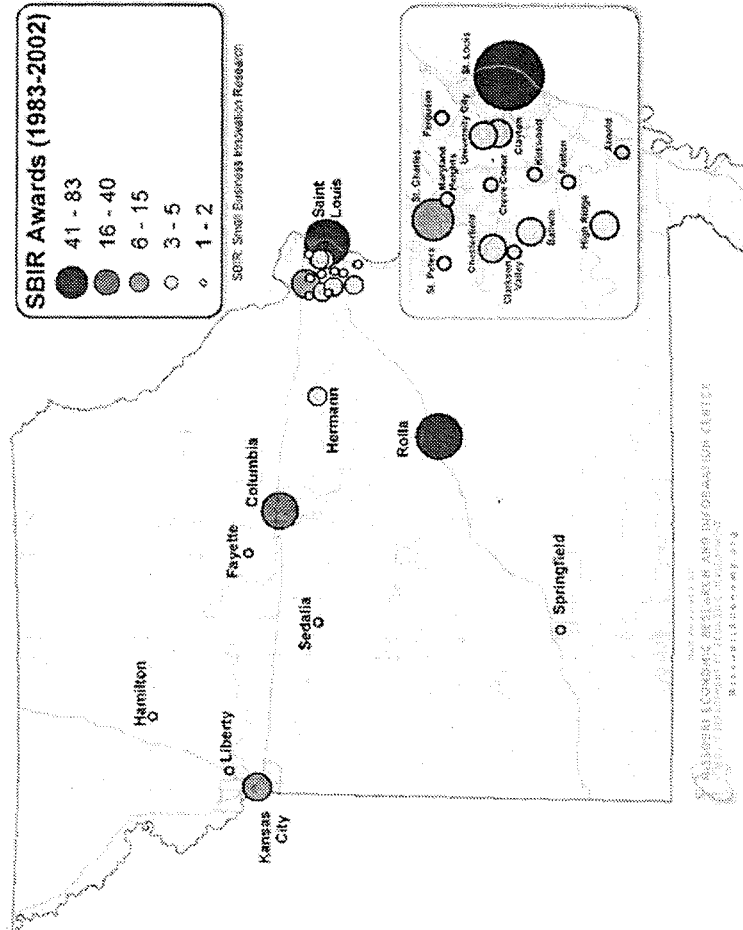 SBIR Awards (1983-2002)
41 - 83
16 - 40
6 - 15
3 - 5
1 - 2
SBIR: Small Business Innovation Research
Hamilton
Liberty
Kansas
City
Fayette
Columbia
Sedalia
Hermann
Saint
Louis
Rolla
Springfield
St. Peters
St. Charles
Maryland
Heights
Ferguson
St. Louis
University City
Clayton
Creve Coeur
Chesterfield
Clarkson
Valley
Kirkwood
Fenton
High Ridge
Arnold
MISSOURI ECONOMIC RESEARCH AND INFORMATION CENTER